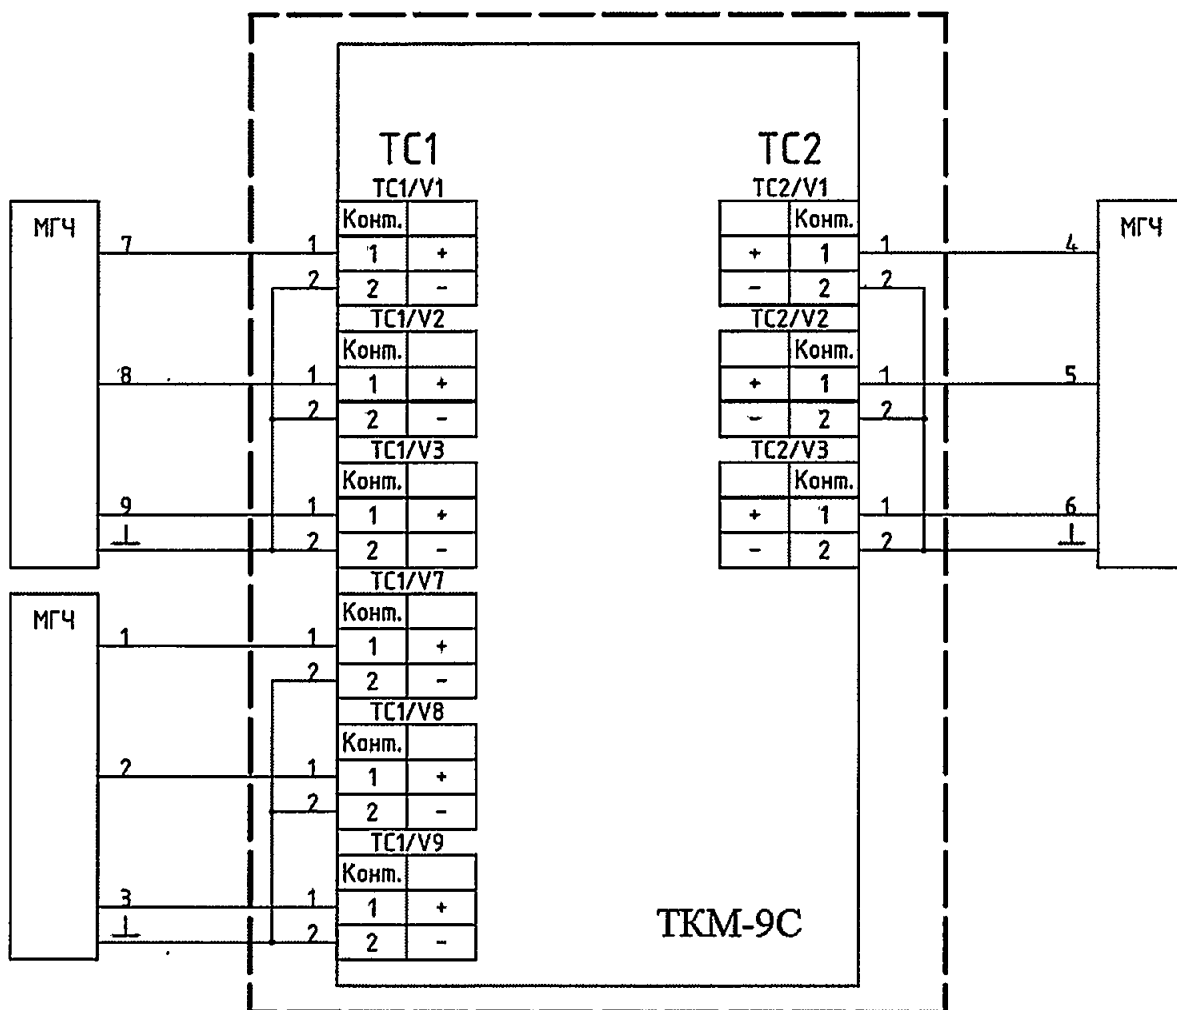 ТС1 ТС2
ТС1/V1 ТС2/V1
МГЧ Конт. Конт. МГЧ
7 1 1 + + 1 1 4
2 2 - - 2 2
ТС1/V2 ТС2/V2
Конт. Конт.
8 1 1 + + 1 1 5
2 2 - - 2 2
ТС1/V3 ТС2/V3
Конт. Конт.
9 1 1 + + 1 1 6
2 2 - - 2 2
ТС1/V7
МГЧ Конт.
1 1 1 +
2 2 -
ТС1/V8
Конт.
2 1 1 +
2 2 -
ТС1/V9
Конт.
3 1 1 +
2 2 -
ТКМ-9С